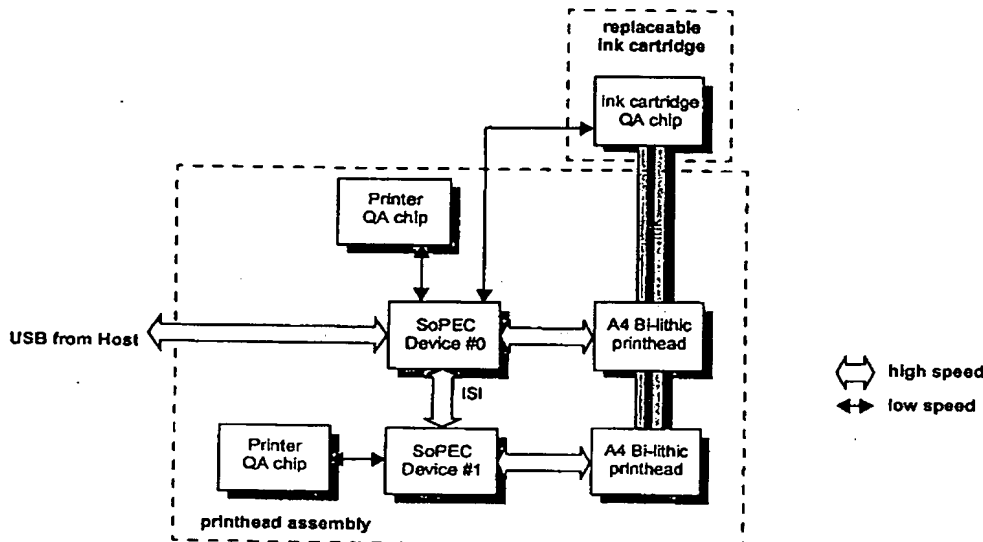 replaceable
ink cartridge
ink cartridge
QA chip
Printer
QA chip
SoPEC
Device #0
A4 Bi-lithic
printhead
USB from Host
ISI
high speed
low speed
Printer
QA chip
SoPEC
Device #1
A4 Bi-lithic
printhead
printhead assembly